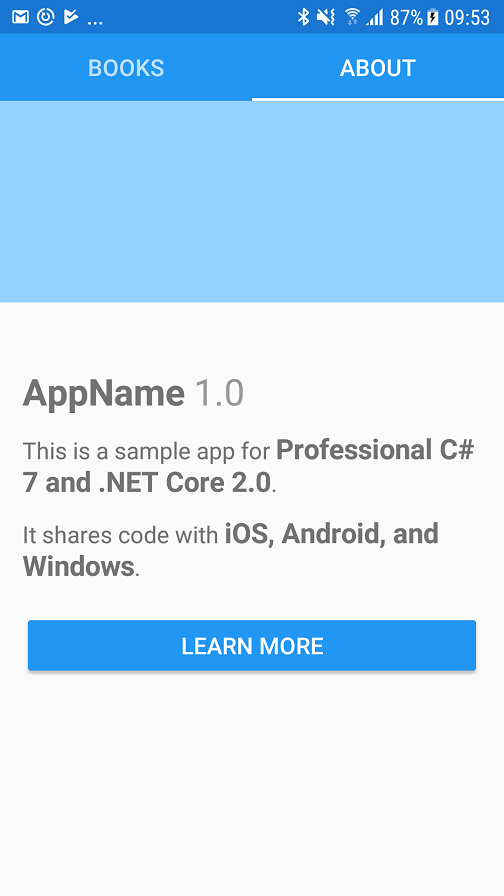 ... 87% 09:53
BOOKS ABOUT
AppName 1.0
This is a sample app for Professional C#
7 and .NET Core 2.0.
It shares code with iOS, Android, and
Windows.
LEARN MORE